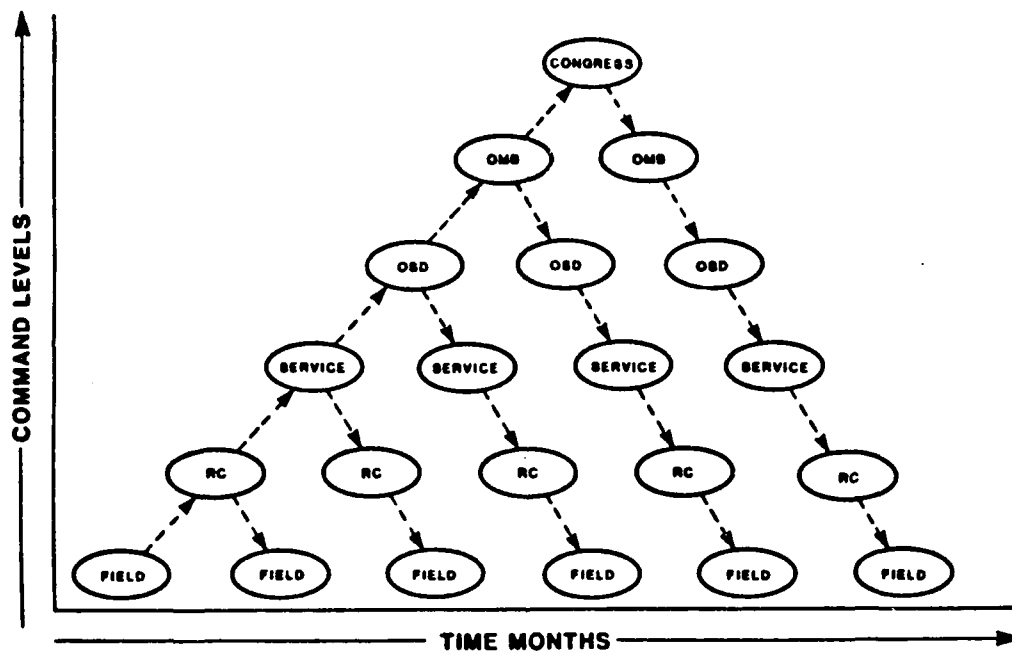 CONGRESS
OMB OMB
OSD OSD OSD
SERVICE SERVICE SERVICE SERVICE
RC RC RC RC RC
FIELD FIELD FIELD FIELD FIELD FIELD
COMMAND LEVELS
TIME MONTHS